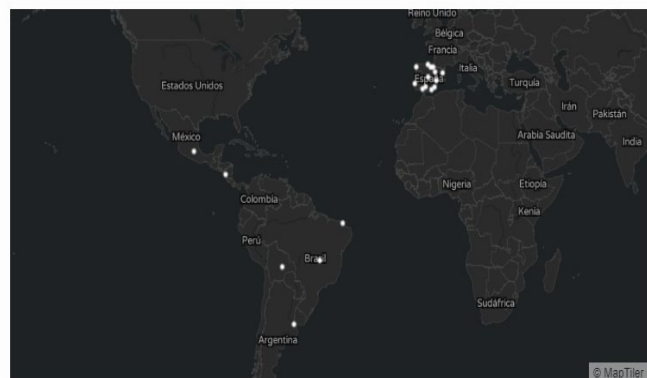 Reino Unido
Bélgica
Francia
Italia
España
Turquía
Estados Unidos
Irán
Pakistán
México
Arabia Saudita
India
Nigeria
Etiopía
Colombia
Kenia
Perú
Brasil
Sudáfrica
Argentina
© MapTiler